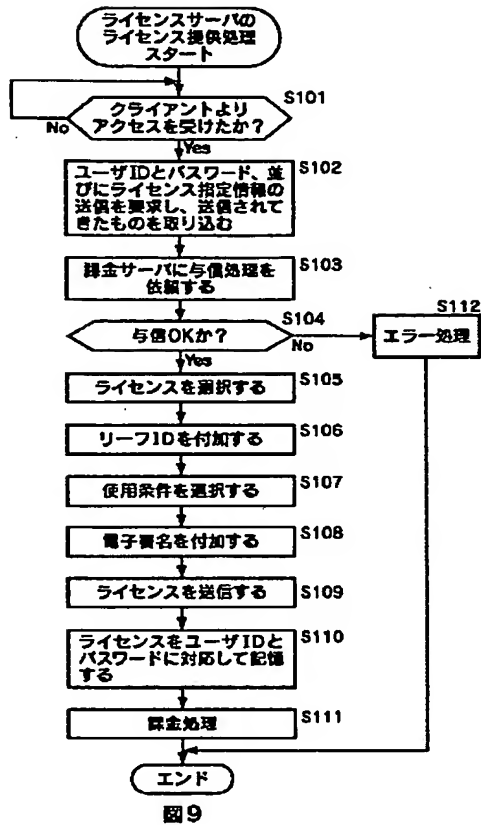 ライセンスサーバの
ライセンス提供処理
スタート
クライアントより
アクセスを受けたか？
S101
No
Yes
ユーザIDとパスワード、並
びにライセンス指定情報の
送信を要求し、送信されて
きたものを取り込む
S102
課金サーバに与信処理を
依頼する
S103
与信OKか？
S104
No
Yes
エラー処理
S112
ライセンスを選択する
S105
リーフIDを付加する
S106
使用条件を選択する
S107
電子署名を付加する
S108
ライセンスを送信する
S109
ライセンスをユーザIDと
パスワードに対応して記憶
する
S110
課金処理
S111
エンド
図9